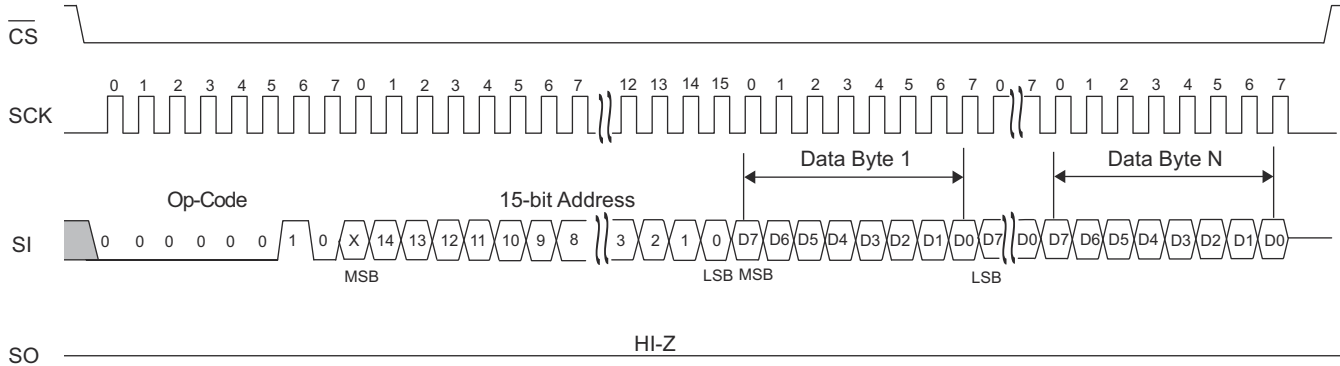 CS
0 1 2 3 4 5 6 7 0 1 2 3 4 5 6 7 12 13 14 15 0 1 2 3 4 5 6 7 0 7 0 1 2 3 4 5 6 7
SCK
Data Byte 1 Data Byte N
Op-Code 15-bit Address
SI 0 0 0 0 0 0 1 0 X 14 13 12 11 10 9 8 3 2 1 0 D7 D6 D5 D4 D3 D2 D1 D0 D7 D0 D7 D6 D5 D4 D3 D2 D1 D0
MSB LSB MSB LSB
HI-Z
SO